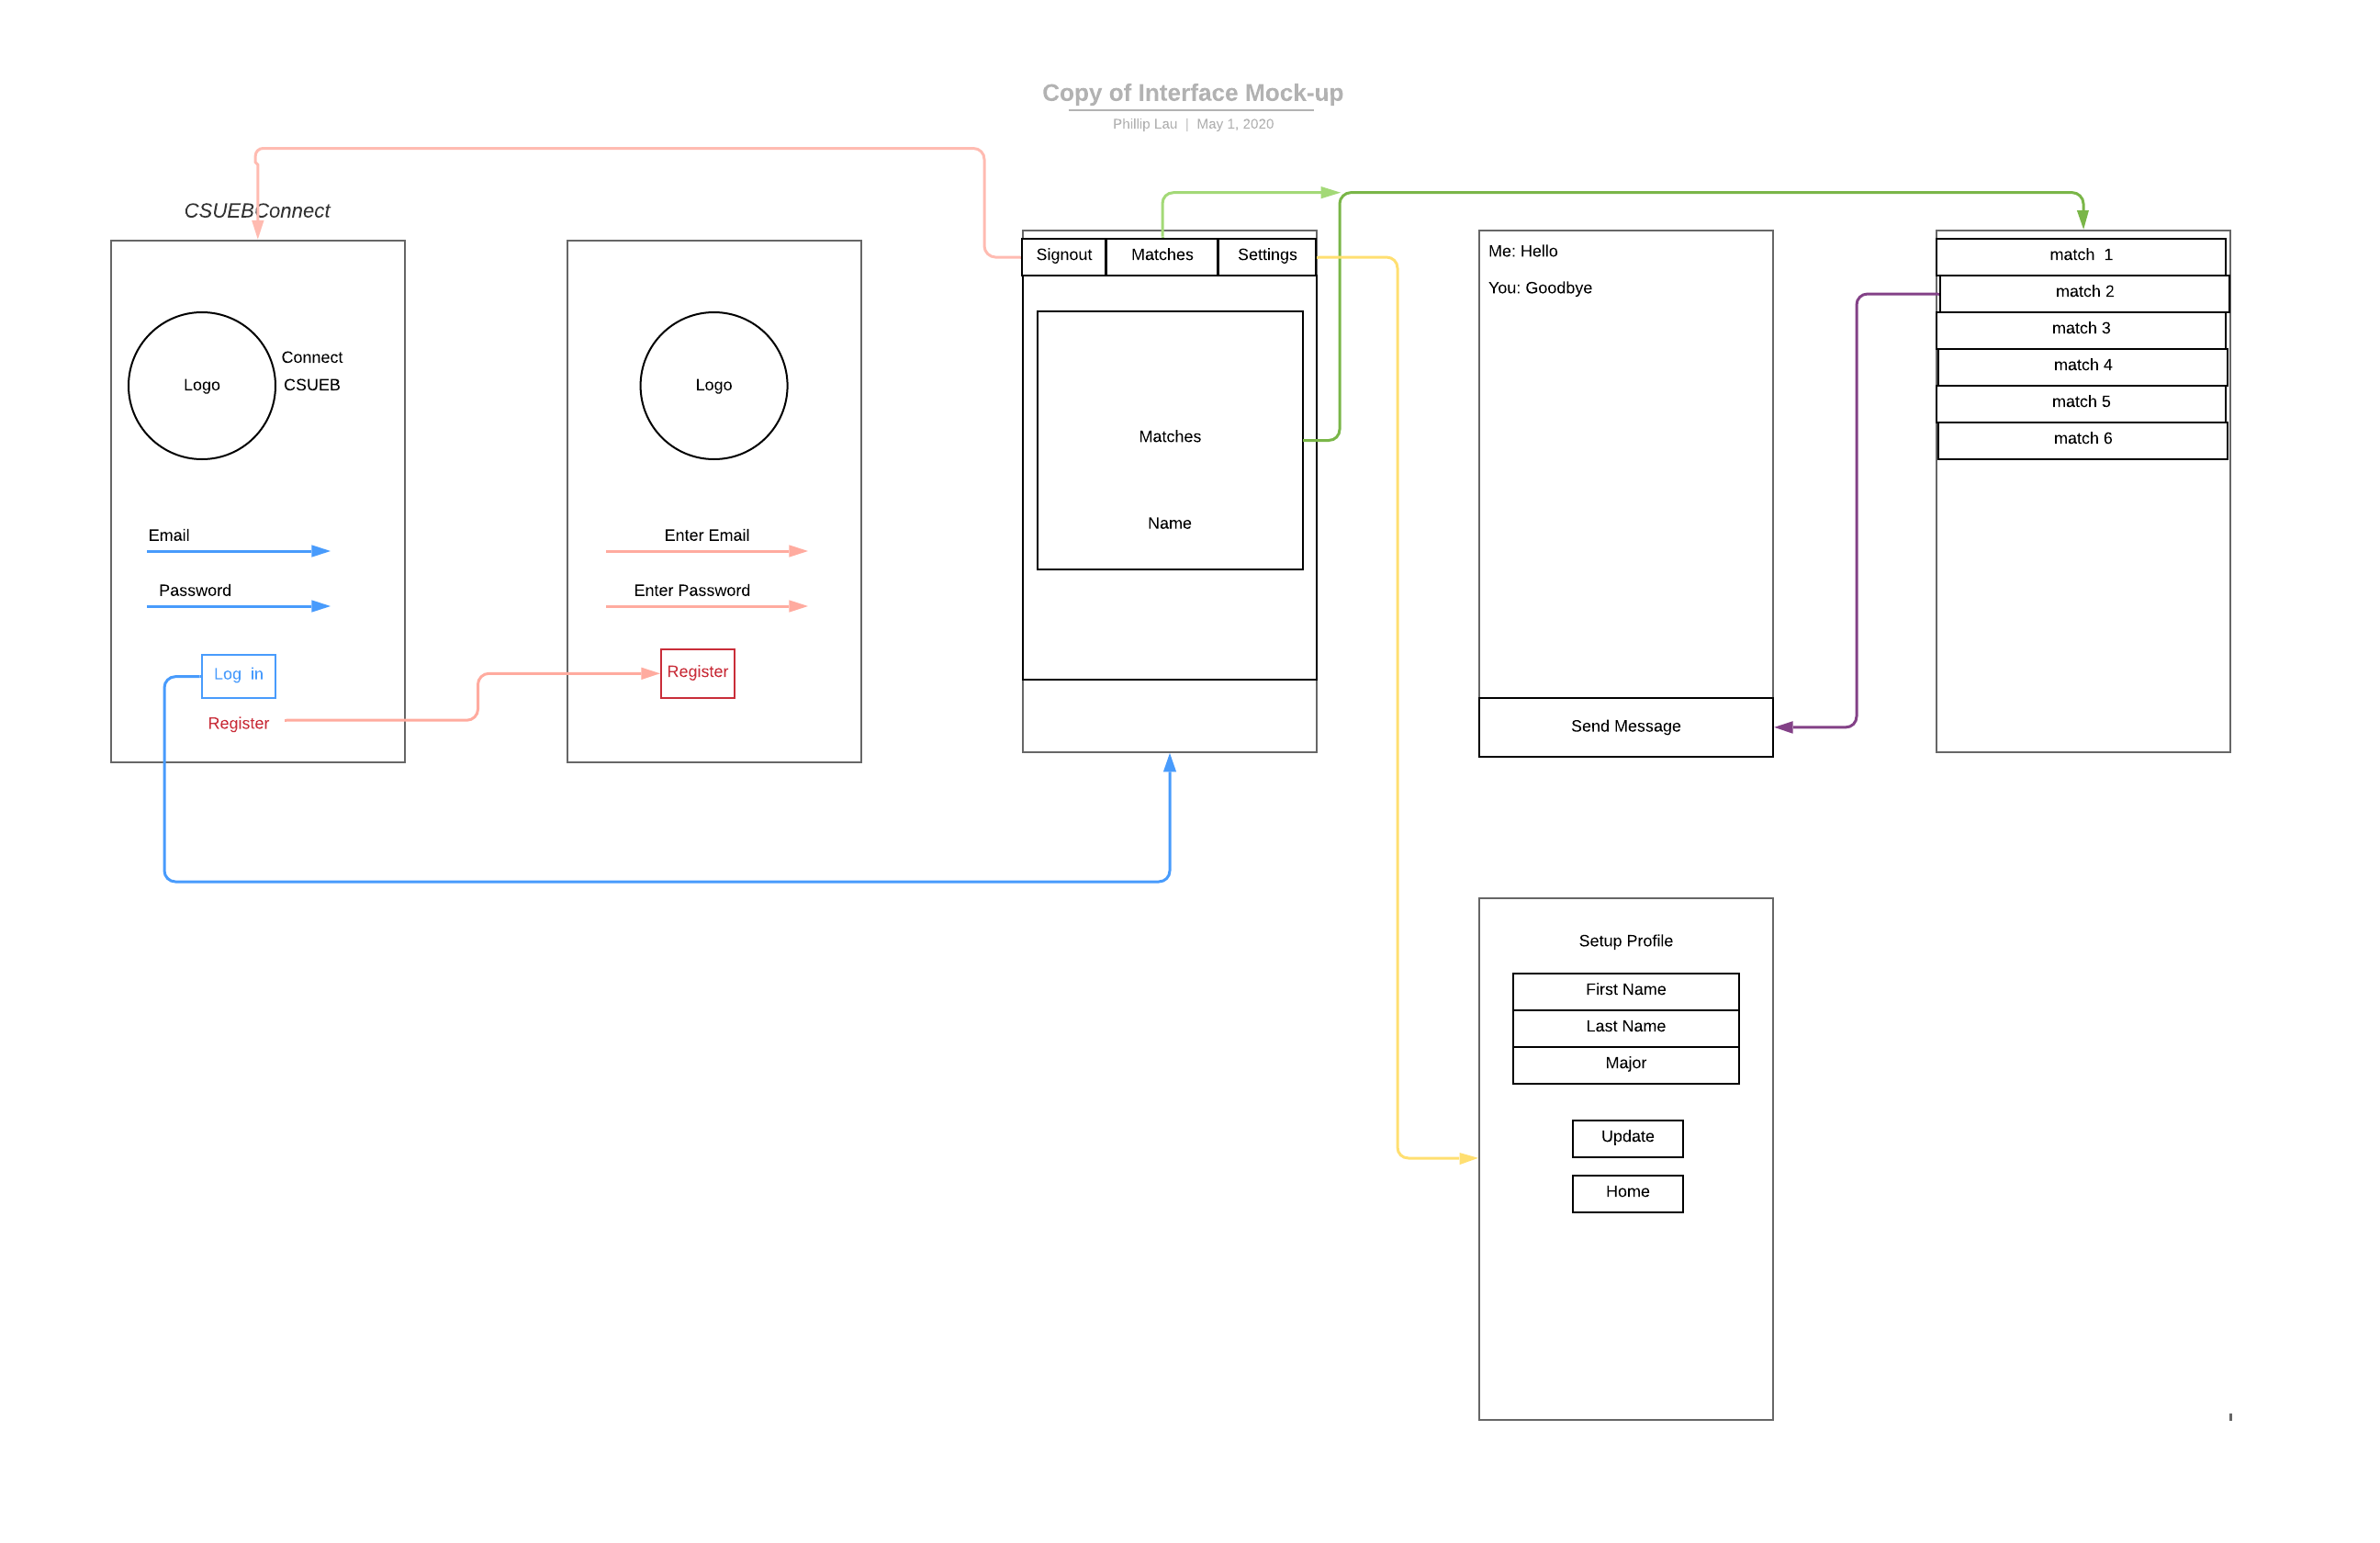 Copy of Interface Mock-up
Phillip Lau | May 1, 2020
CSUEBConnect
Logo
Connect
CSUEB
Email
Password
Log in
Register
Logo
Enter Email
Enter Password
Register
Signout
Matches
Settings
Matches
Name
Me: Hello
You: Goodbye
Send Message
match 1
match 2
match 3
match 4
match 5
match 6
Setup Profile
First Name
Last Name
Major
Update
Home